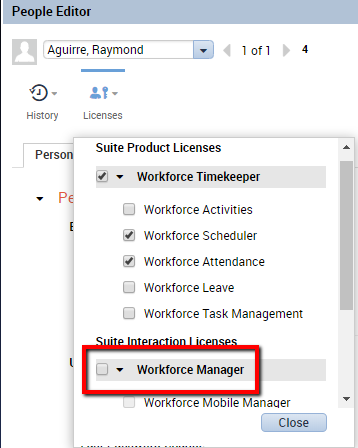 People Editor
Aguirre, Raymond 1 of 1 4
History Licenses
Person
Suite Product Licenses
Pe
Workforce Timekeeper
Workforce Activities
Workforce Scheduler
Workforce Attendance
Workforce Leave
Workforce Task Management
Suite Interaction Licenses
Workforce Manager
Workforce Mobile Manager
Close